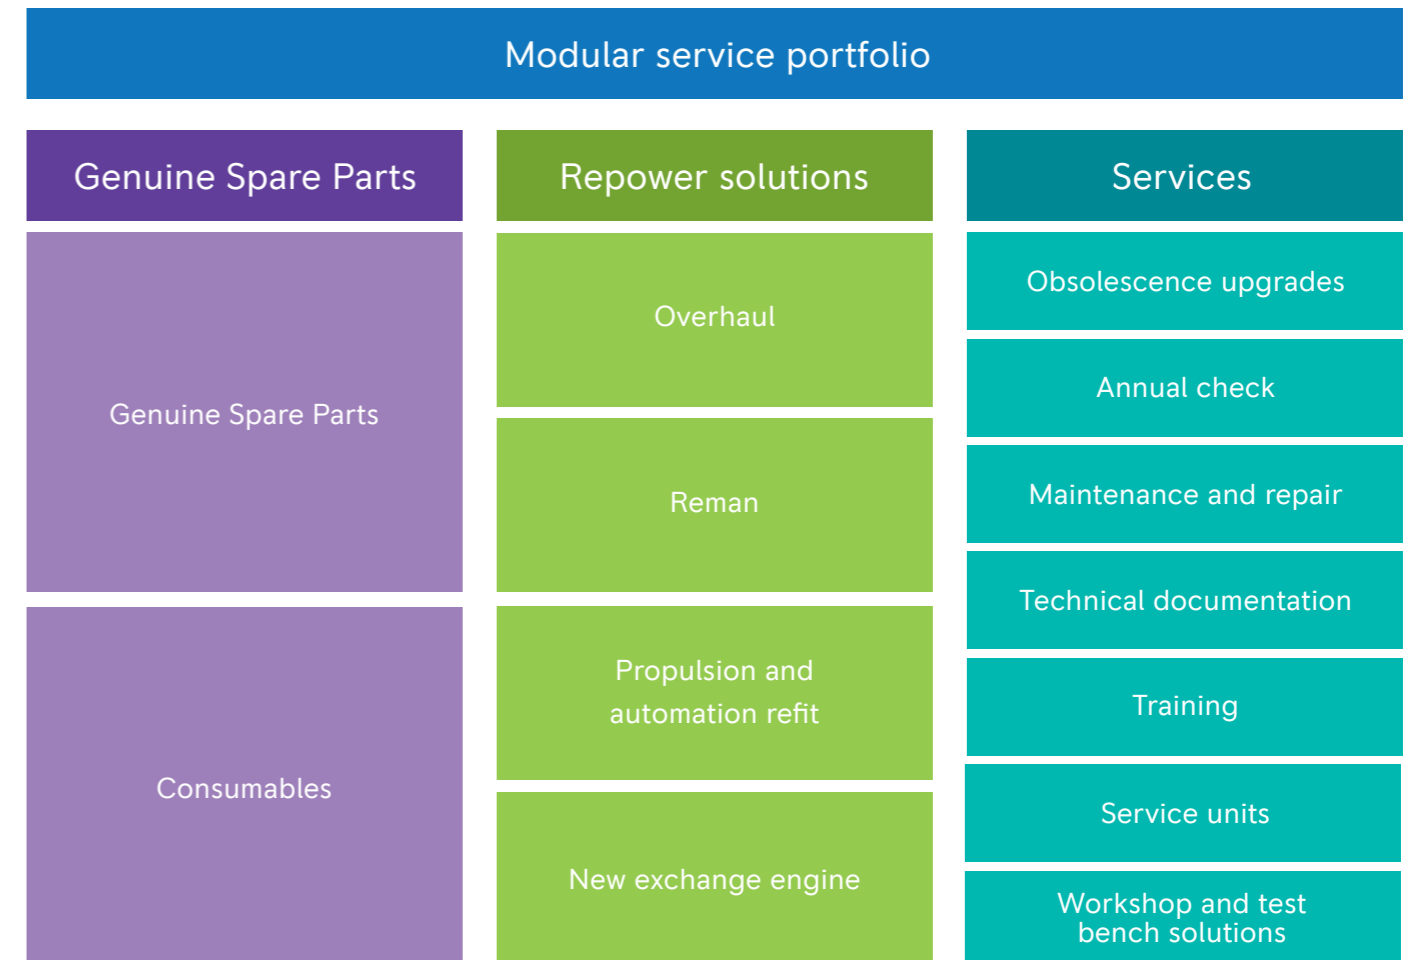 Modular service portfolio
Genuine Spare Parts
Genuine Spare Parts
Consumables
Repower solutions
Overhaul
Reman
Propulsion and
automation refit
New exchange engine
Services
Obsolescence upgrades
Annual check
Maintenance and repair
Technical documentation
Training
Service units
Workshop and test
bench solutions